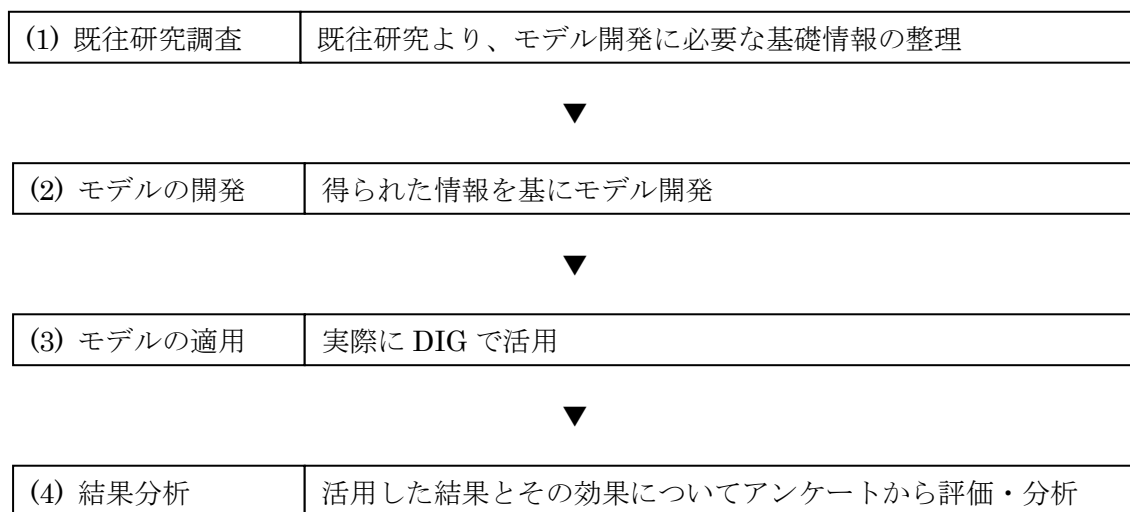 (1) 既往研究調査 既往研究より、モデル開発に必要な基礎情報の整理
▼
(2) モデルの開発 得られた情報を基にモデル開発
▼
(3) モデルの適用 実際に DIG で活用
▼
(4) 結果分析 活用した結果とその効果についてアンケートから評価・分析